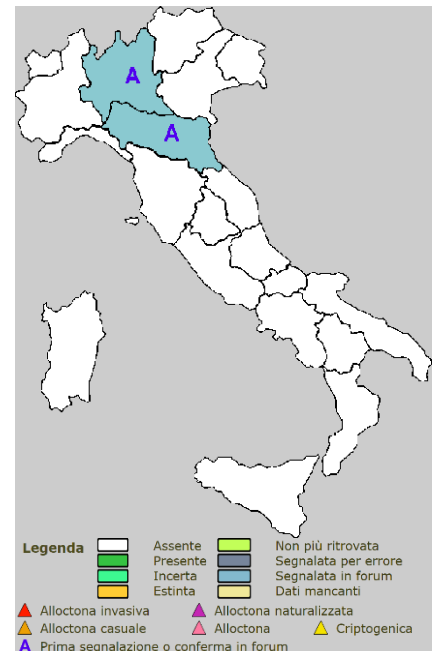 A
A
Legenda
Assente Non più ritrovata
Presente Segnalata per errore
Incerta Segnalata in forum
Estinta Dati mancanti
Alloctona invasiva Alloctona naturalizzata
Alloctona casuale Alloctona Criptogenica
A Prima segnalazione o conferma in forum